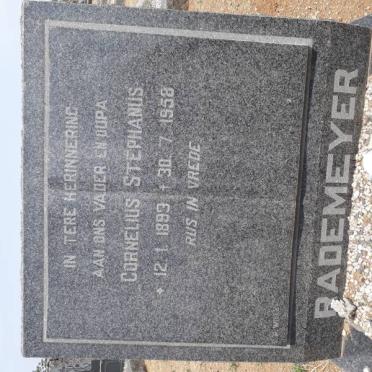 IN TERE HERINNERING
AAN ONS VADER EN OUPA
CORNELIUS STEPHANUS
* 12.1.1893 † 30.7.1958
RUS IN VREDE
RADEMEYER